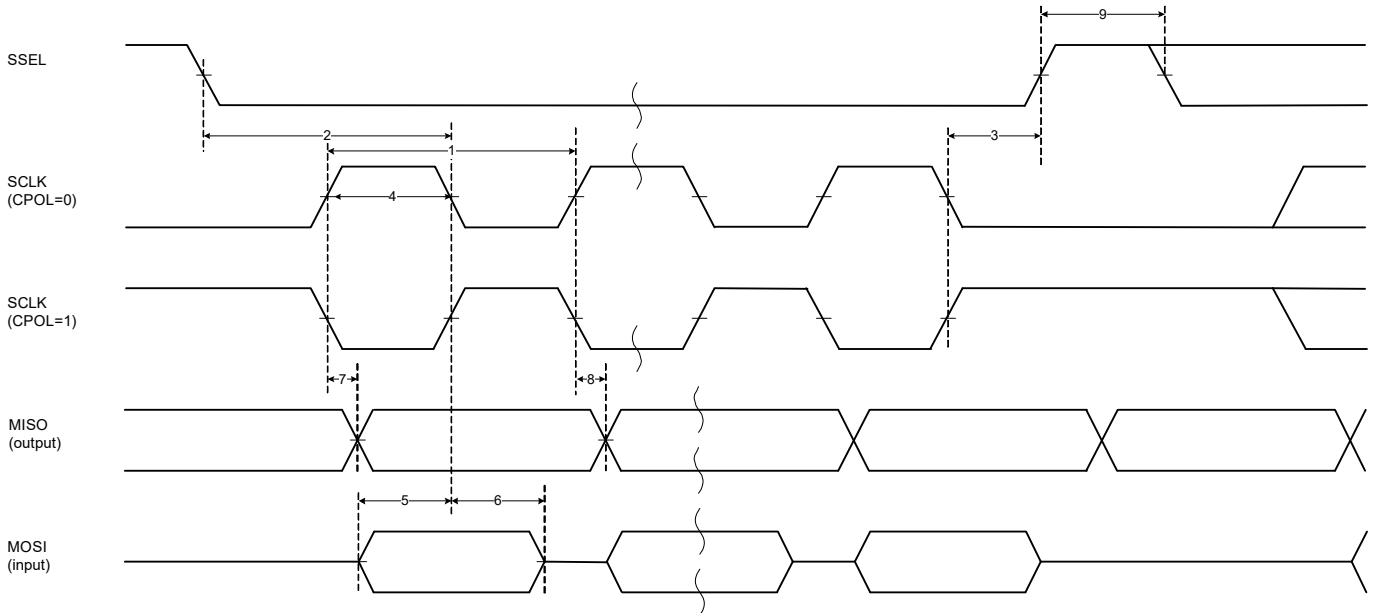 9
SSEL
2
3
1
SCLK
(CPOL=0)
4
SCLK
(CPOL=1)
7
8
MISO
(output)
5
6
MOSI
(input)